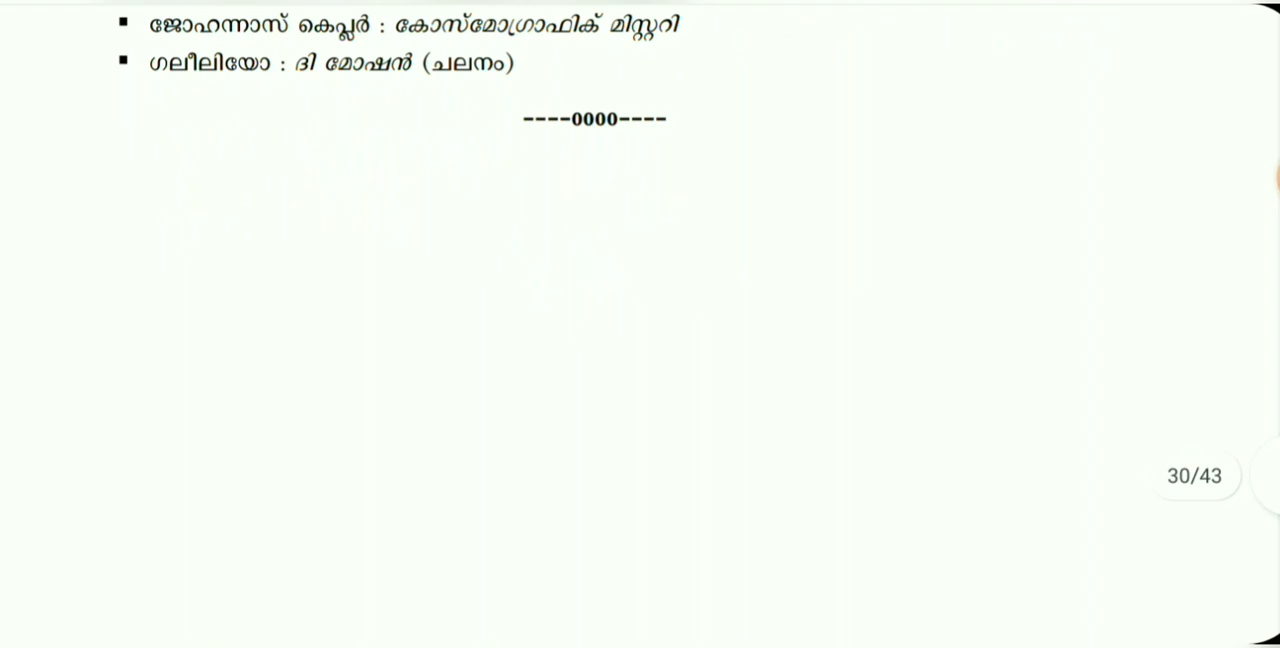 ▪ ജോഹന്നാസ് കെപ്ലർ : കോസ്മോഗ്രാഫിക് മിസ്റ്ററി
▪ ഗലീലിയോ : ദി മോഷൻ (ചലനം)
----0000----
30/43